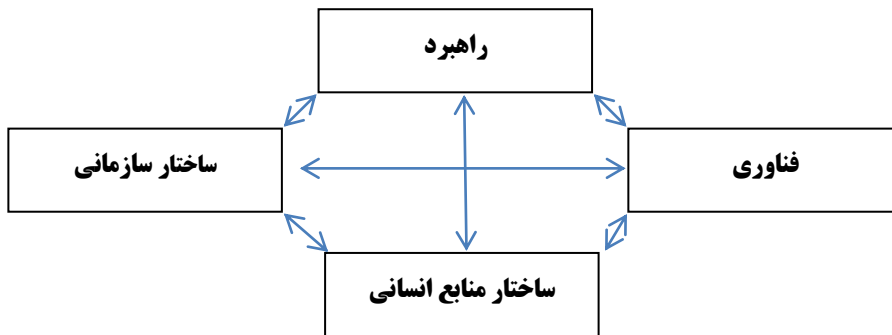 راهبرد
فناوری
ساختار سازمانی
ساختار منابع انسانی